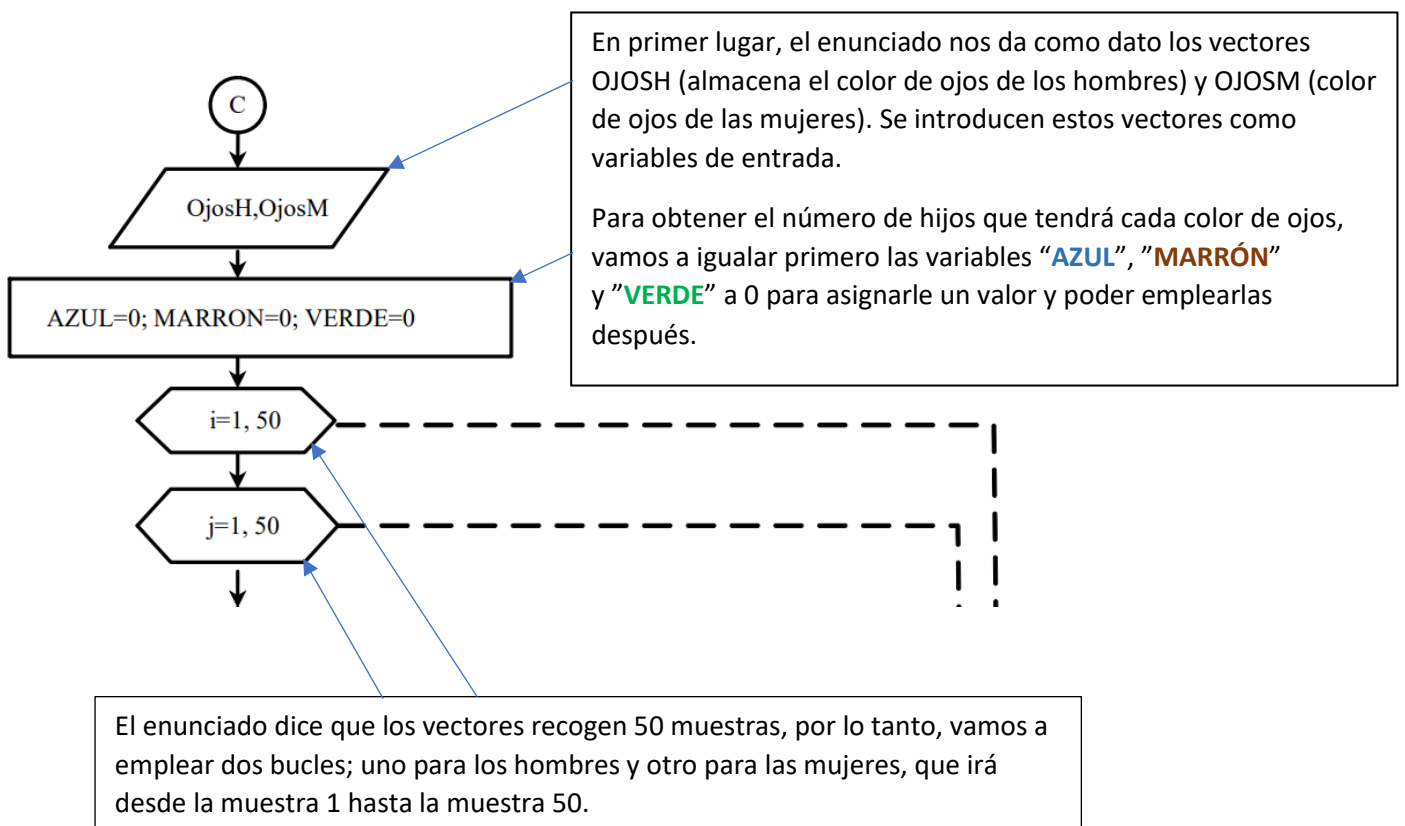 En primer lugar, el enunciado nos da como dato los vectores
OJOSH (almacena el color de ojos de los hombres) y OJOSM (color
de ojos de las mujeres). Se introducen estos vectores como
variables de entrada.
Para obtener el número de hijos que tendrá cada color de ojos,
vamos a igualar primero las variables “AZUL”, ”MARRÓN”
y ”VERDE” a 0 para asignarle un valor y poder emplearlas
después.
C
OjosH,OjosM
AZUL=0; MARRON=0; VERDE=0
i=1, 50
j=1, 50
El enunciado dice que los vectores recogen 50 muestras, por lo tanto, vamos a
emplear dos bucles; uno para los hombres y otro para las mujeres, que irá
desde la muestra 1 hasta la muestra 50.